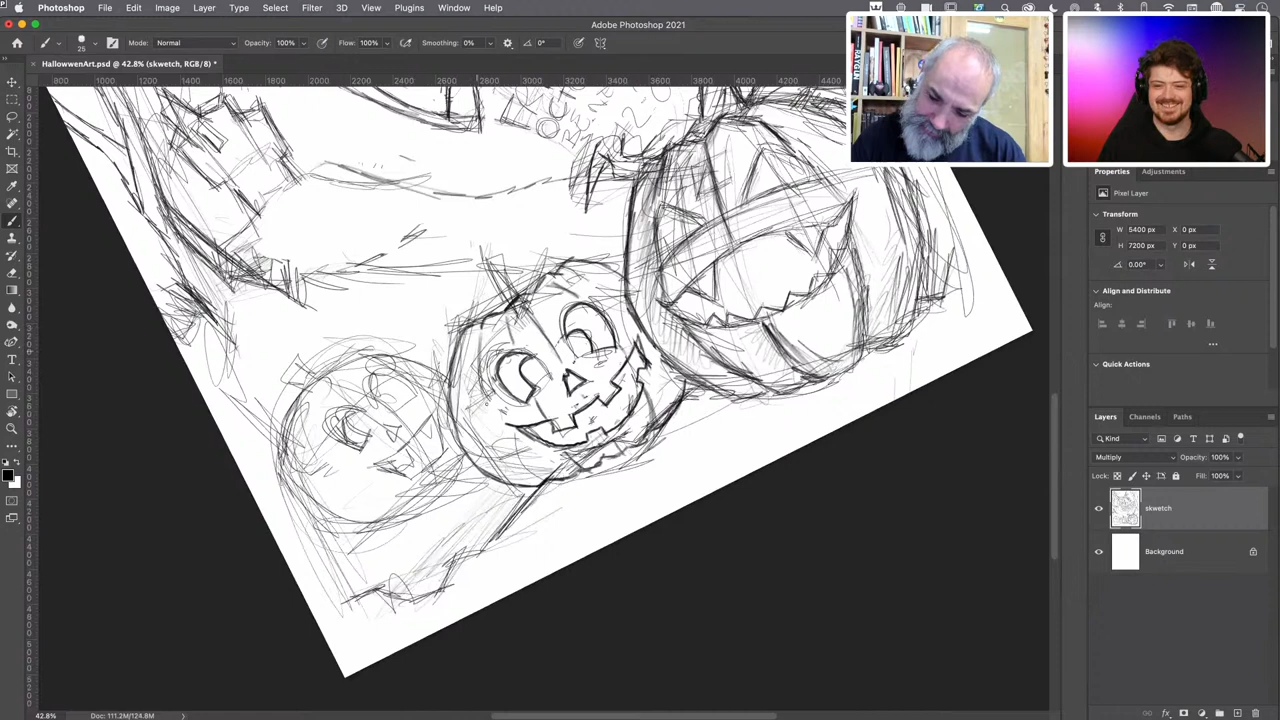 Photoshop File Edit Image Layer Type Select Filter 3D View Plugins Window Help
Adobe Photoshop 2021
25 Mode: Normal Opacity: 100% Flow: 100% Smoothing: 0% 0°
HallowwenArt.psd @ 42.8% (skwetch, RGB/8) *
800 1000 1200 1400 1600 1800 2000 2200 2400 2600 2800 3000 3200 3400 3600 3800 4000 4200 4400
RAYGUN
Properties Adjustments
Pixel Layer
Transform
W 5400 px X 0 px
H 7200 px Y 0 px
0.00°
Align and Distribute
Align:
Quick Actions
Layers Channels Paths
Kind
Multiply Opacity: 100%
Lock: Fill: 100%
skwetch
Background
42.8% Doc: 111.2M/124.8M